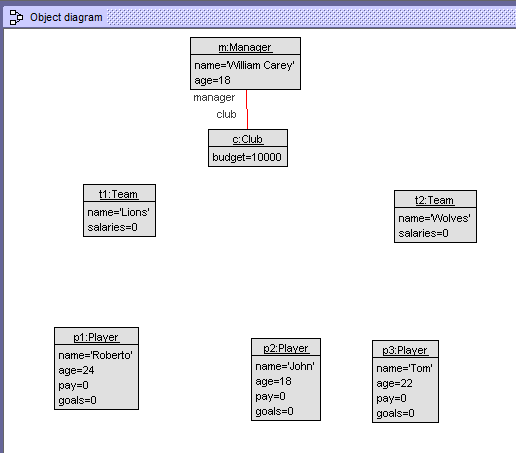 Object diagram
m:Manager
name='William Carey'
age=18
manager
club
c:Club
budget=10000
t1:Team
name='Lions'
salaries=0
t2:Team
name='Wolves'
salaries=0
p1:Player
name='Roberto'
age=24
pay=0
goals=0
p2:Player
name='John'
age=18
pay=0
goals=0
p3:Player
name='Tom'
age=22
pay=0
goals=0